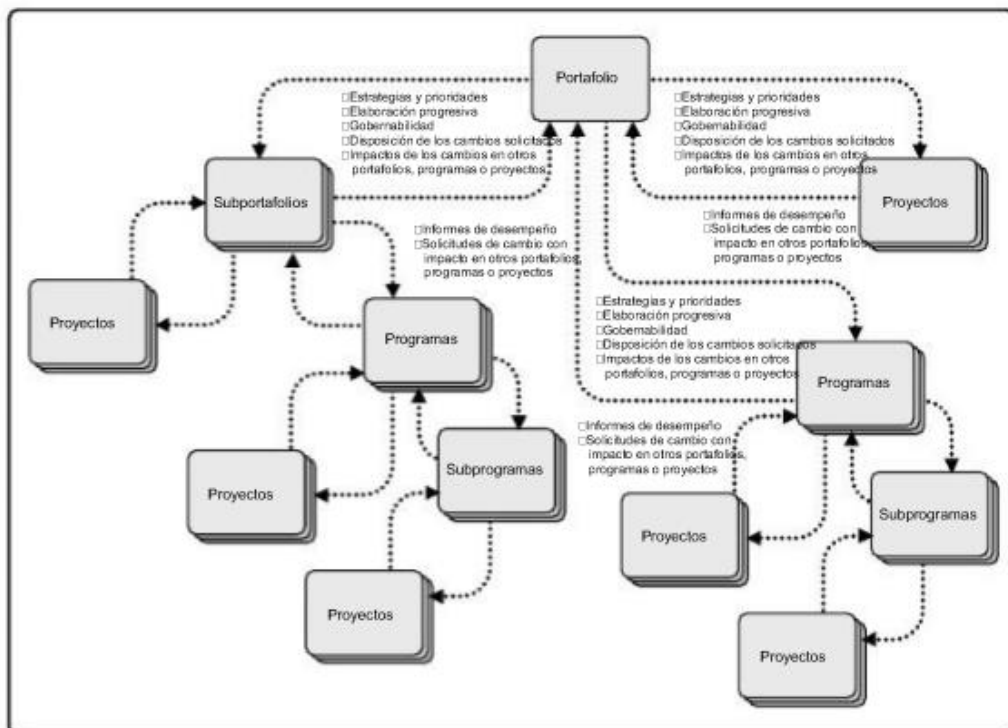 Portafolio
□Estrategias y prioridades
□Elaboración progresiva
□Gobernabilidad
□Disposición de los cambios solicitados
□Impactos de los cambios en otros
portafolios, programas o proyectos
□Estrategias y prioridades
□Elaboración progresiva
□Gobernabilidad
□Disposición de los cambios solicitados
□Impactos de los cambios en otros
portafolios, programas o proyectos
Subportafolios
Proyectos
□Informes de desempeño
□Solicitudes de cambio con
impacto en otros portafolios,
programas o proyectos
□Informes de desempeño
□Solicitudes de cambio con
impacto en otros portafolios,
programas o proyectos
Proyectos
Programas
□Estrategias y prioridades
□Elaboración progresiva
□Gobernabilidad
□Disposición de los cambios solicitados
□Impactos de los cambios en otros
portafolios, programas o proyectos
Programas
□Informes de desempeño
□Solicitudes de cambio con
impacto en otros portafolios,
programas o proyectos
Subprogramas
Proyectos
Subprogramas
Proyectos
Proyectos
Proyectos